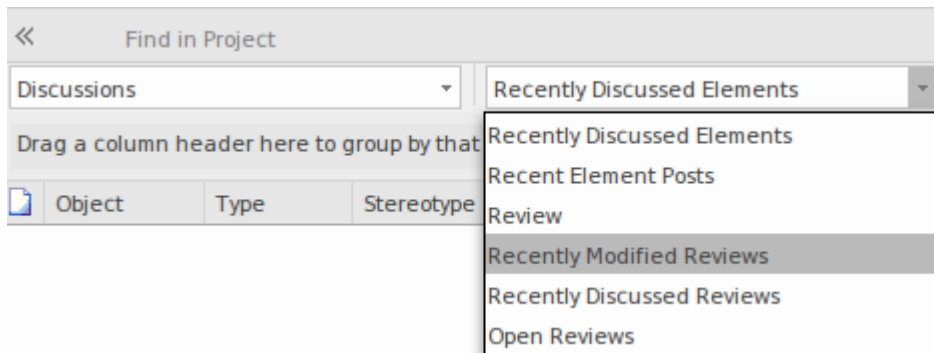 Find in Project
Discussions
Recently Discussed Elements
Drag a column header here to group by that
Recently Discussed Elements
Recent Element Posts
Object Type Stereotype
Review
Recently Modified Reviews
Recently Discussed Reviews
Open Reviews